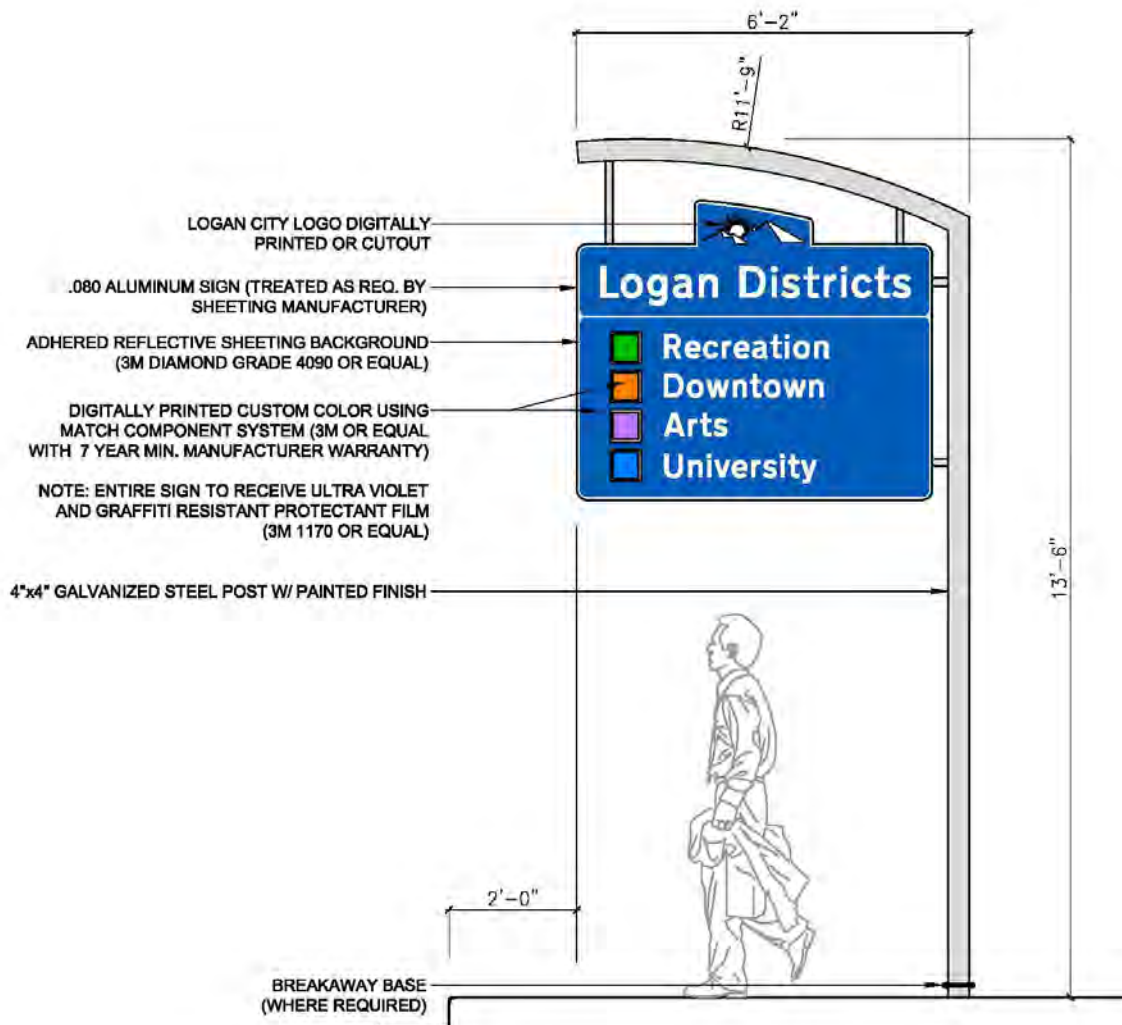 6'-2"
R11'-9"
LOGAN CITY LOGO DIGITALLY
PRINTED OR CUTOUT
.080 ALUMINUM SIGN (TREATED AS REQ. BY
SHEETING MANUFACTURER)
ADHERED REFLECTIVE SHEETING BACKGROUND
(3M DIAMOND GRADE 4090 OR EQUAL)
DIGITALLY PRINTED CUSTOM COLOR USING
MATCH COMPONENT SYSTEM (3M OR EQUAL
WITH 7 YEAR MIN. MANUFACTURER WARRANTY)
NOTE: ENTIRE SIGN TO RECEIVE ULTRA VIOLET
AND GRAFFITI RESISTANT PROTECTANT FILM
(3M 1170 OR EQUAL)
4"x4" GALVANIZED STEEL POST W/ PAINTED FINISH
Logan Districts
Recreation
Downtown
Arts
University
13'-6"
2'-0"
BREAKAWAY BASE
(WHERE REQUIRED)